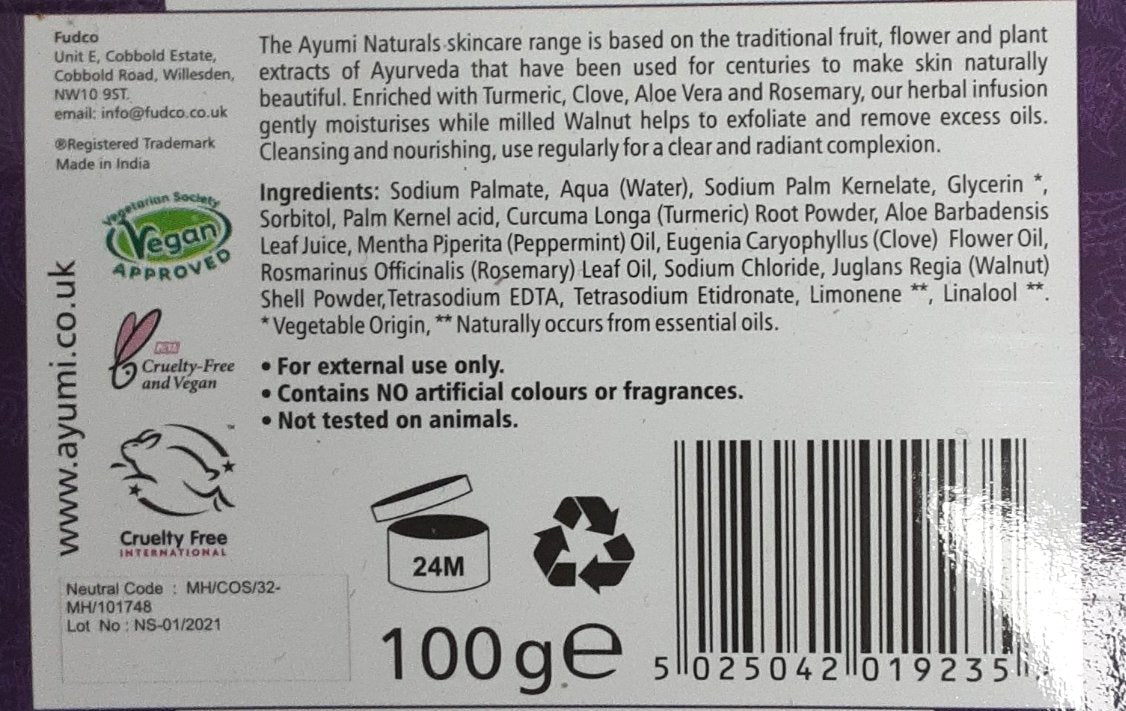 Fudco
Unit E, Cobbold Estate,
Cobbold Road, Willesden,
NW10 9ST.
email: info@fudco.co.uk
®Registered Trademark
Made in India
Vegetarian Society
Vegan
APPROVED
www.ayumi.co.uk
PETA
Cruelty-Free
and Vegan
Cruelty Free
INTERNATIONAL
Neutral Code : MH/COS/32-
MH/101748
Lot No : NS-01/2021
The Ayumi Naturals skincare range is based on the traditional fruit, flower and plant
extracts of Ayurveda that have been used for centuries to make skin naturally
beautiful. Enriched with Turmeric, Clove, Aloe Vera and Rosemary, our herbal infusion
gently moisturises while milled Walnut helps to exfoliate and remove excess oils.
Cleansing and nourishing, use regularly for a clear and radiant complexion.
Ingredients: Sodium Palmate, Aqua (Water), Sodium Palm Kernelate, Glycerin *,
Sorbitol, Palm Kernel acid, Curcuma Longa (Turmeric) Root Powder, Aloe Barbadensis
Leaf Juice, Mentha Piperita (Peppermint) Oil, Eugenia Caryophyllus (Clove) Flower Oil,
Rosmarinus Officinalis (Rosemary) Leaf Oil, Sodium Chloride, Juglans Regia (Walnut)
Shell Powder,Tetrasodium EDTA, Tetrasodium Etidronate, Limonene **, Linalool **.
* Vegetable Origin, ** Naturally occurs from essential oils.
• For external use only.
• Contains NO artificial colours or fragrances.
• Not tested on animals.
24M
100g e
5 025042 019235